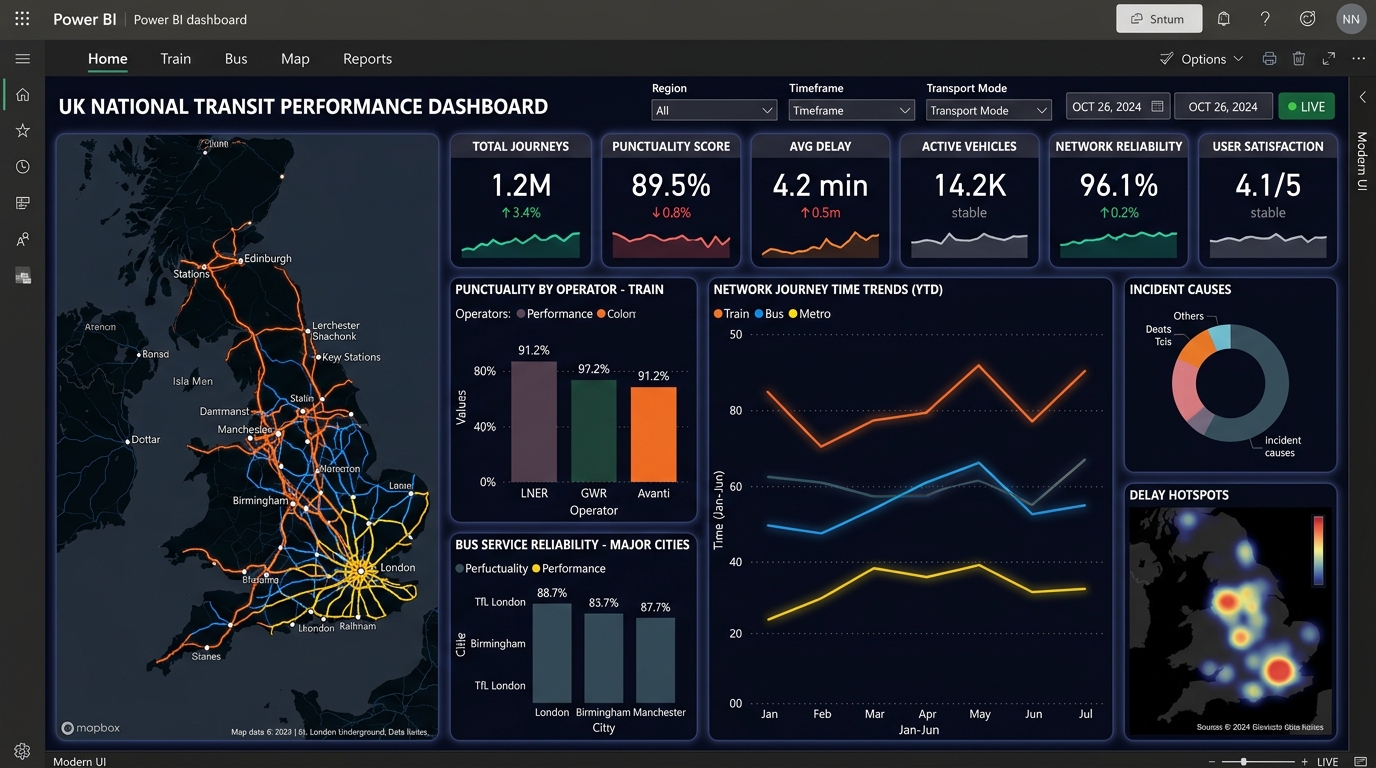 Power BI
Power BI dashboard
Sntum
NN
Home
Train
Bus
Map
Reports
Options
UK NATIONAL TRANSIT PERFORMANCE DASHBOARD
Region
All
Timeframe
Timeframe
Transport Mode
Transport Mode
OCT 26, 2024
OCT 26, 2024
LIVE
Modern UI
Edinburgh
Stations
Lerchester
Shachonk
Key Stations
Isla Men
Stalin
Dammanst
Manchester
Dottar
Birmingham
London
London
Ralhnam
Stanes
mapbox
TOTAL JOURNEYS
1.2M
↑3.4%
PUNCTUALITY SCORE
89.5%
↓0.8%
AVG DELAY
4.2 min
↑0.5m
ACTIVE VEHICLES
14.2K
stable
NETWORK RELIABILITY
96.1%
↑0.2%
USER SATISFACTION
4.1/5
stable
PUNCTUALITY BY OPERATOR - TRAIN
Operators: Performance Colorr
91.2%
97.2%
91.2%
80%
40%
0%
Values
LNER GWR Avanti
Operator
BUS SERVICE RELIABILITY - MAJOR CITIES
Perfuctuality Performance
88.7%
83.7%
87.7%
TfL London
Birmingham
TfL London
London Birmingham Manchester
Citty
NETWORK JOURNEY TIME TRENDS (YTD)
Train Bus Metro
50
80
60
40
20
00
Time (Jan-Jun)
Jan Feb Mar Apr May Jun Jul
Jan-Jun
INCIDENT CAUSES
Others
Deots
Tcls
incident
causes
DELAY HOTSPOTS
Modern UI
LIVE